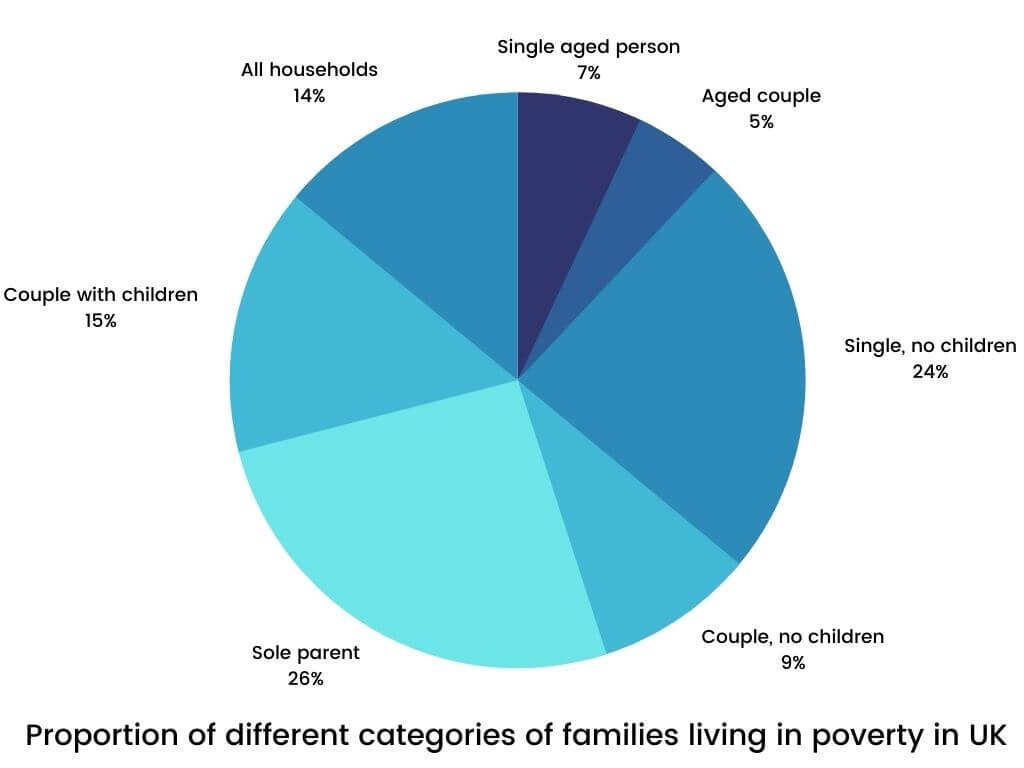 Single aged person
7%
All households
14%
Aged couple
5%
Couple with children
15%
Single, no children
24%
Couple, no children
9%
Sole parent
26%
Proportion of different categories of families living in poverty in UK